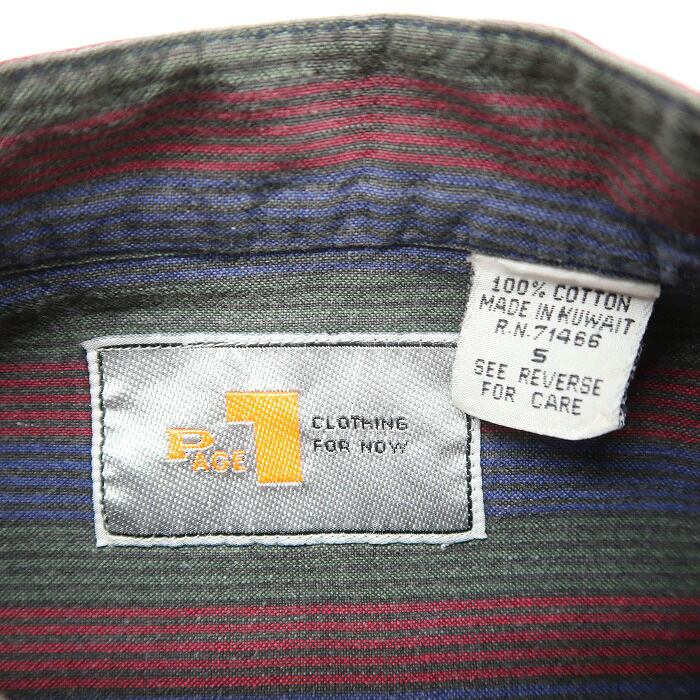 100% COTTON
MADE IN KUWAIT
R.N. 71466
S
SEE REVERSE
FOR CARE
PAGE 1
CLOTHING
FOR NOW